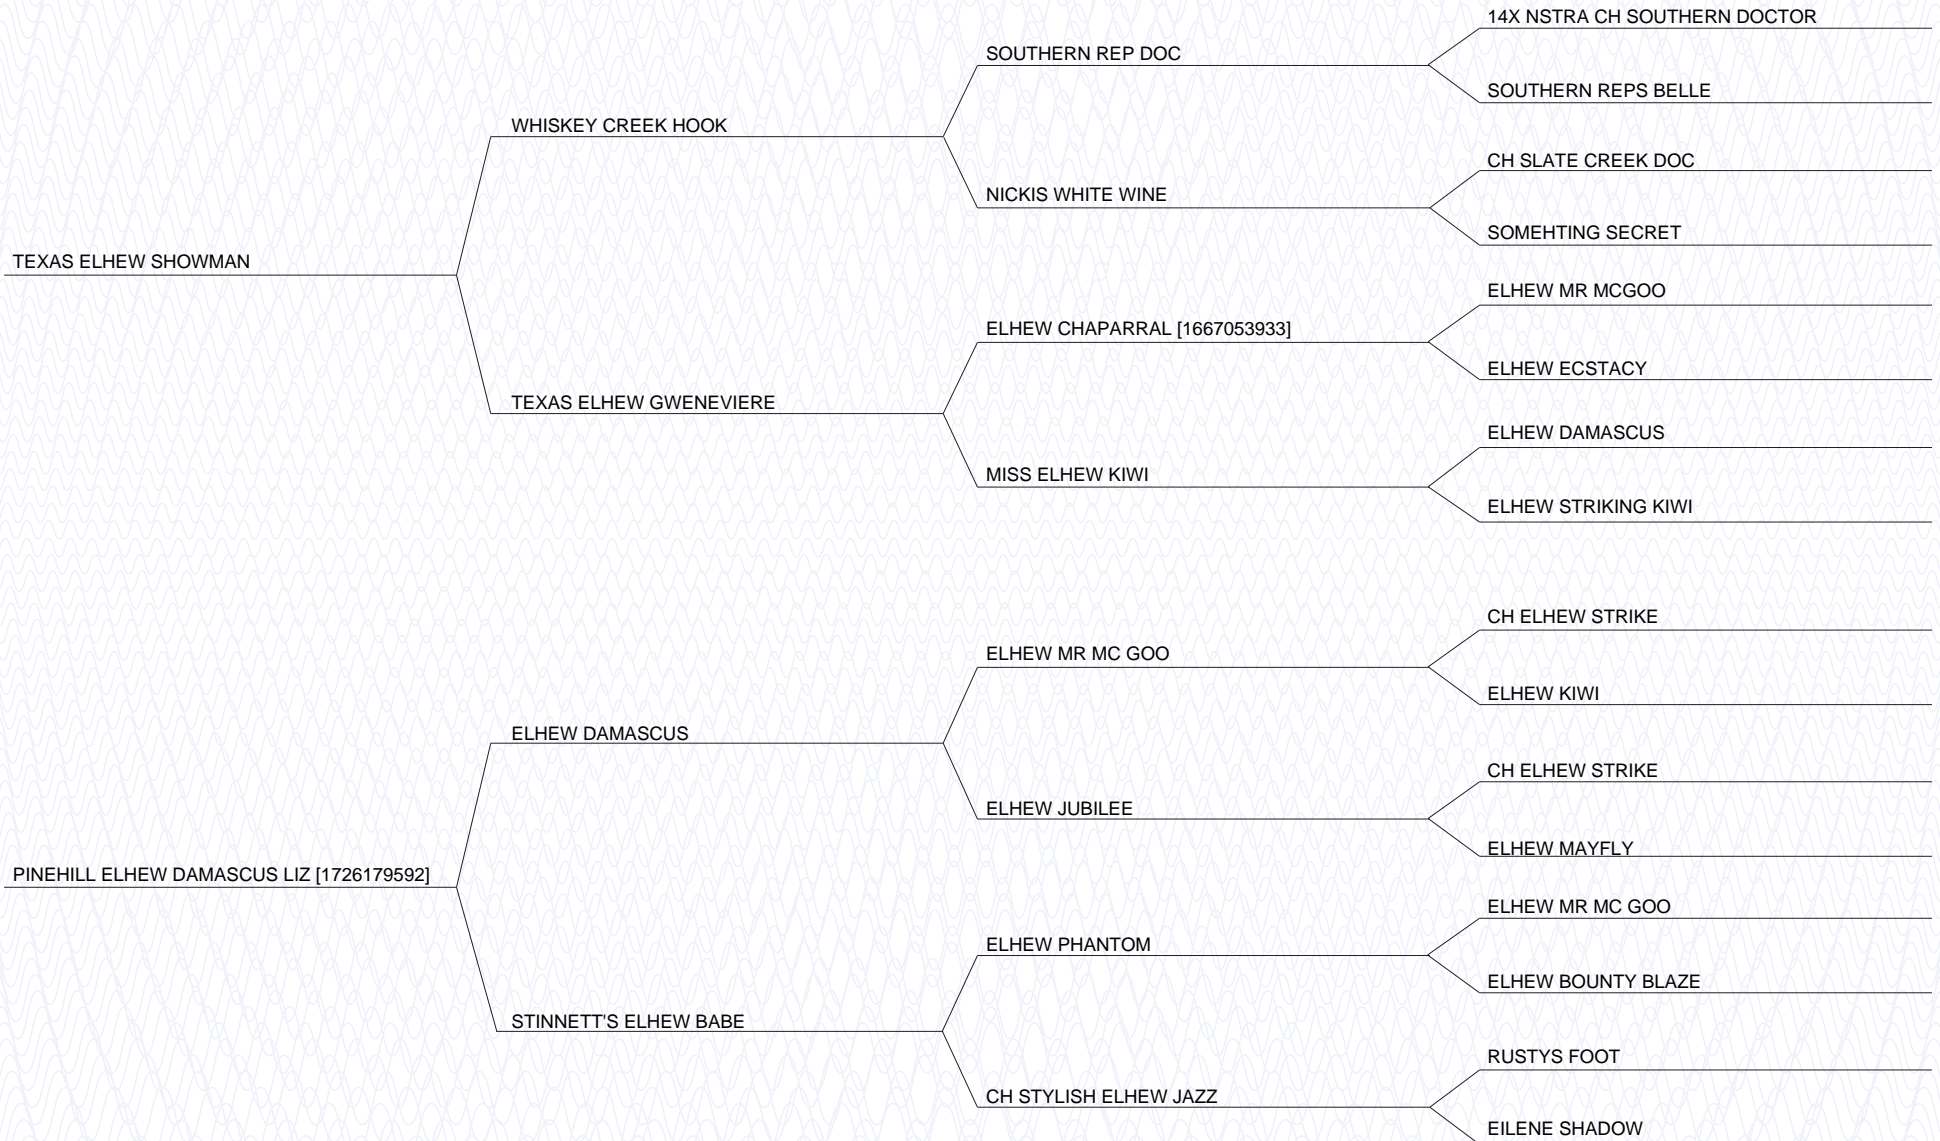 14X NSTRA CH SOUTHERN DOCTOR
SOUTHERN REP DOC
SOUTHERN REPS BELLE
WHISKEY CREEK HOOK
CH SLATE CREEK DOC
NICKIS WHITE WINE
SOMEHTING SECRET
TEXAS ELHEW SHOWMAN
ELHEW MR MCGOO
ELHEW CHAPARRAL [1667053933]
ELHEW ECSTACY
TEXAS ELHEW GWENEVIERE
ELHEW DAMASCUS
MISS ELHEW KIWI
ELHEW STRIKING KIWI
CH ELHEW STRIKE
ELHEW MR MC GOO
ELHEW KIWI
ELHEW DAMASCUS
CH ELHEW STRIKE
ELHEW JUBILEE
ELHEW MAYFLY
PINEHILL ELHEW DAMASCUS LIZ [1726179592]
ELHEW MR MC GOO
ELHEW PHANTOM
ELHEW BOUNTY BLAZE
STINNETT'S ELHEW BABE
RUSTYS FOOT
CH STYLISH ELHEW JAZZ
EILENE SHADOW